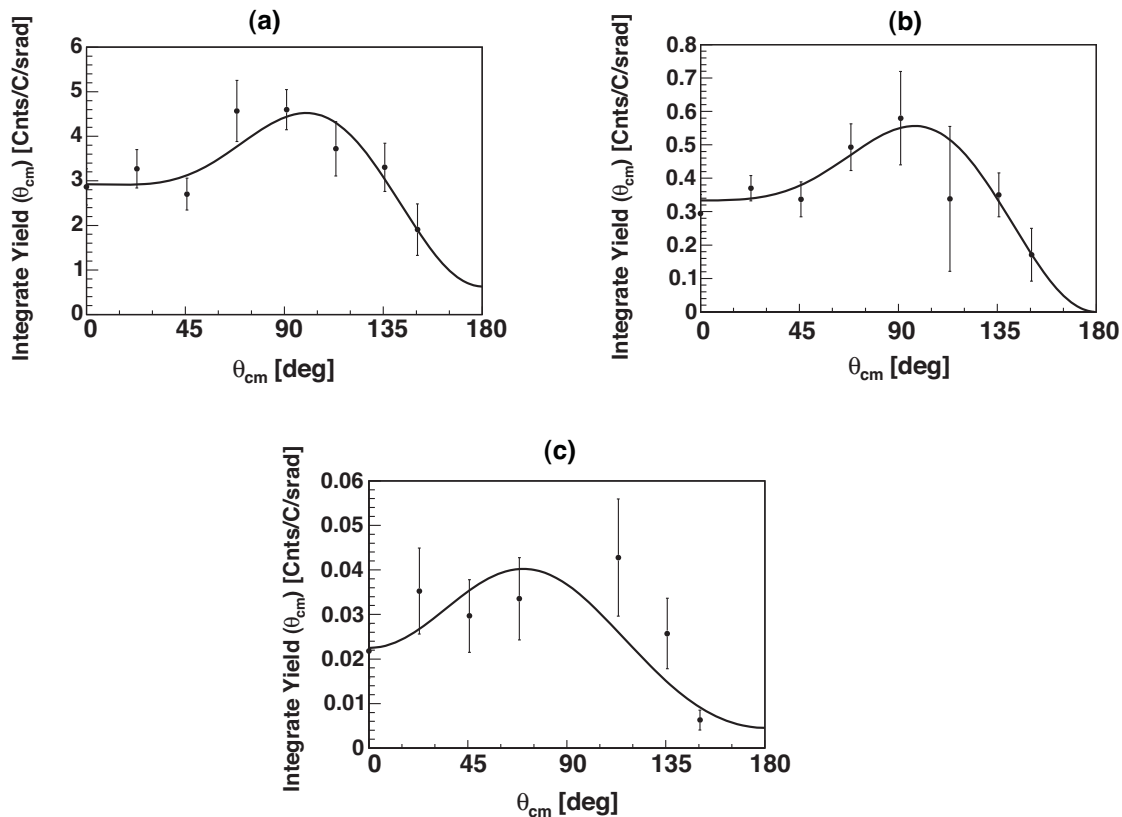 (a)
Integrate Yield (θcm) [Cnts/C/srad]
6
5
4
3
2
1
0
0 45 90 135 180
θcm [deg]
(b)
Integrate Yield (θcm) [Cnts/C/srad]
0.8
0.7
0.6
0.5
0.4
0.3
0.2
0.1
0
0 45 90 135 180
θcm [deg]
(c)
Integrate Yield (θcm) [Cnts/C/srad]
0.06
0.05
0.04
0.03
0.02
0.01
0
0 45 90 135 180
θcm [deg]